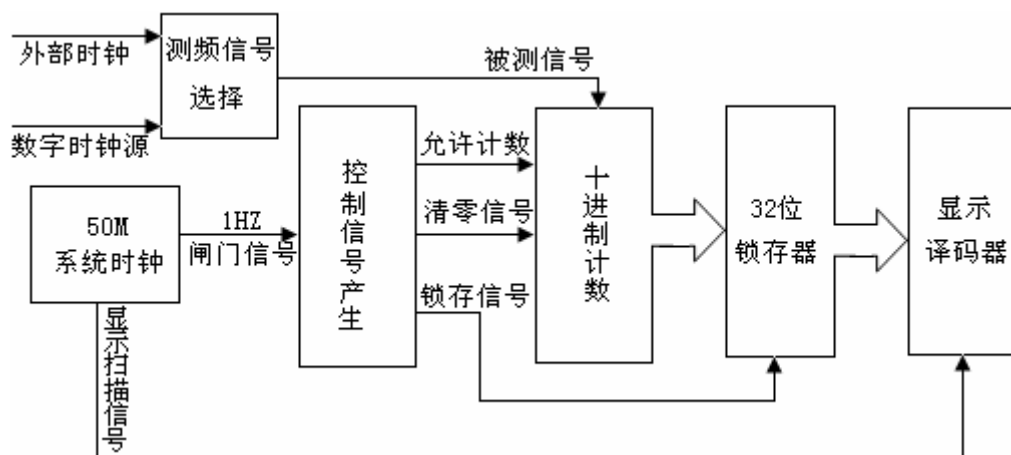 外部时钟
数字时钟源
测频信号
选择
被测信号
50M
系统时钟
1HZ
闸门信号
控制信号产生
允许计数
清零信号
锁存信号
十进制计数
32位
锁存器
显示
译码器
显示扫描信号